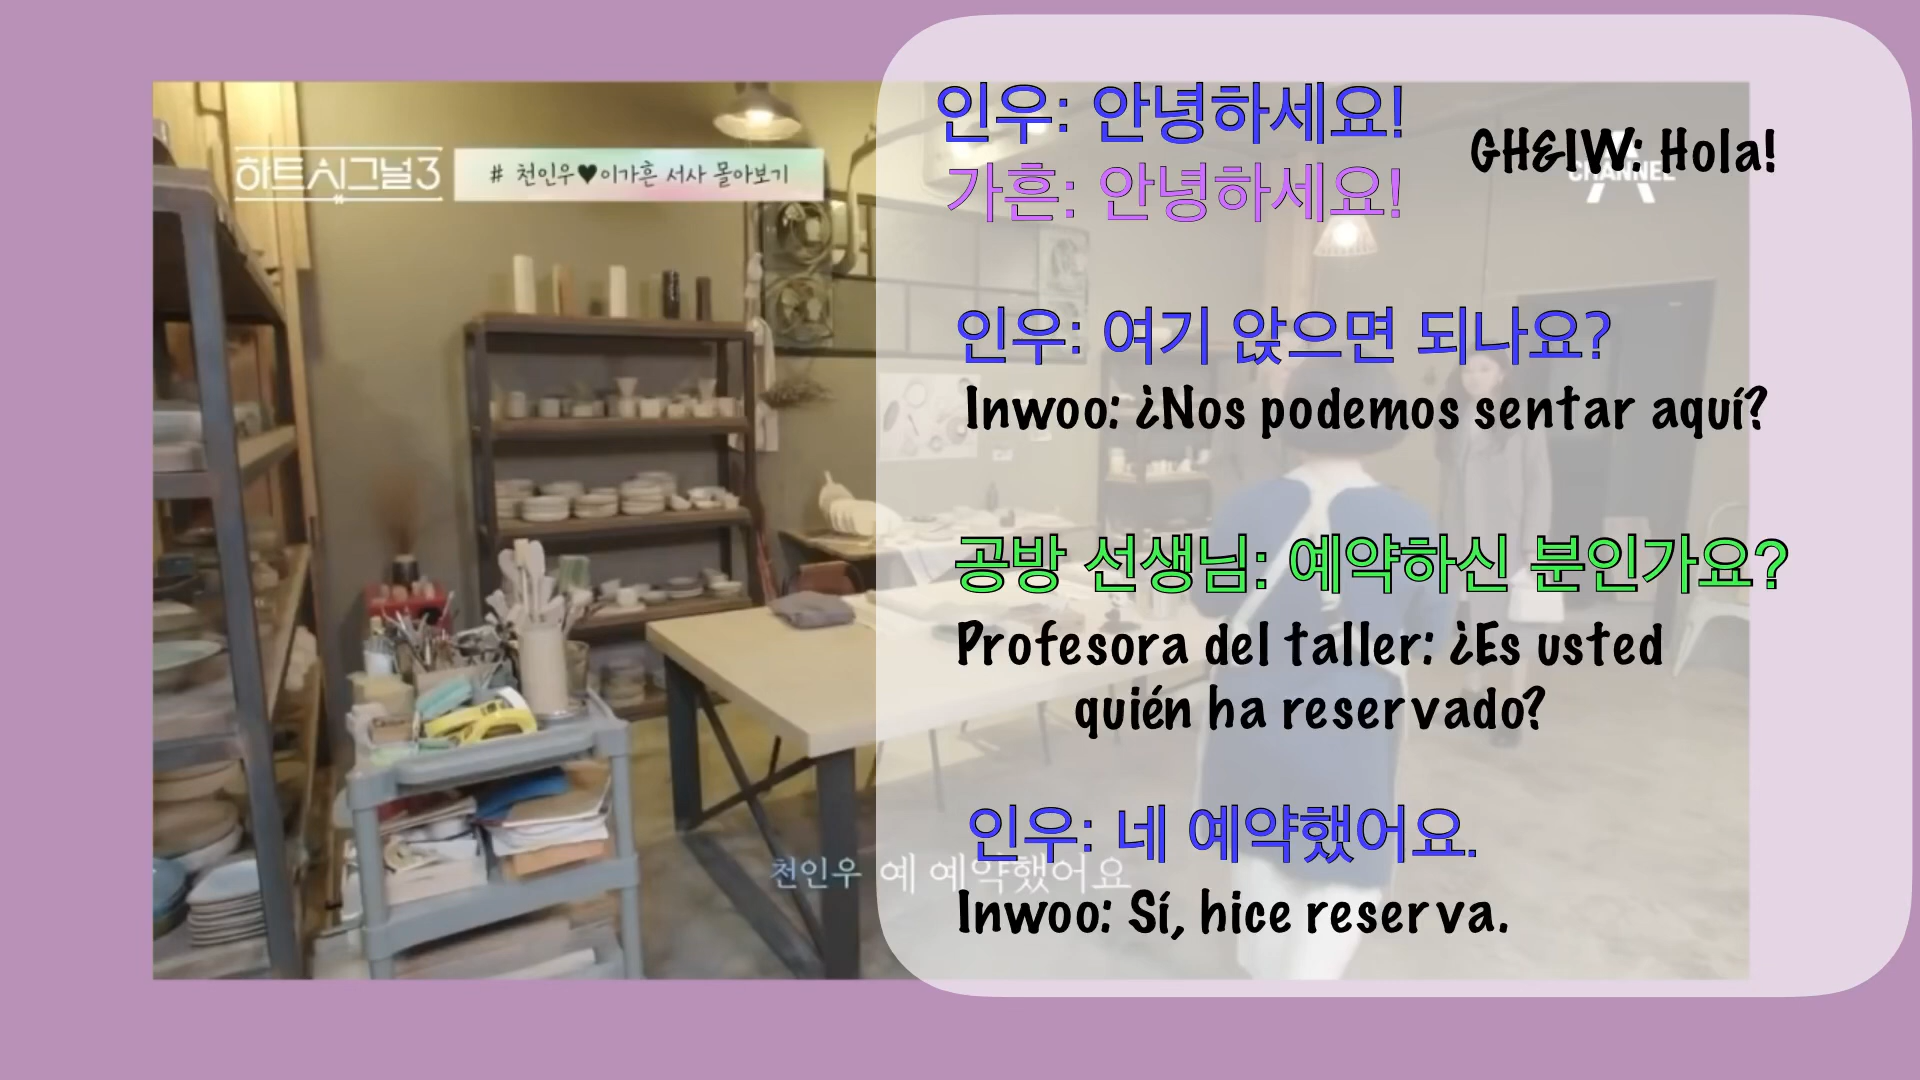 하트시그널3
# 천인우♥이가흔 서사 몰아보기
CHANNEL A
인우: 안녕하세요!
가흔: 안녕하세요!
GH&IW: Hola!
인우: 여기 앉으면 되나요?
Inwoo: ¿Nos podemos sentar aquí?
공방 선생님: 예약하신 분인가요?
Profesora del taller: ¿Es usted
quién ha reservado?
인우: 네 예약했어요.
천인우 예 예약했어요
Inwoo: Sí, hice reserva.